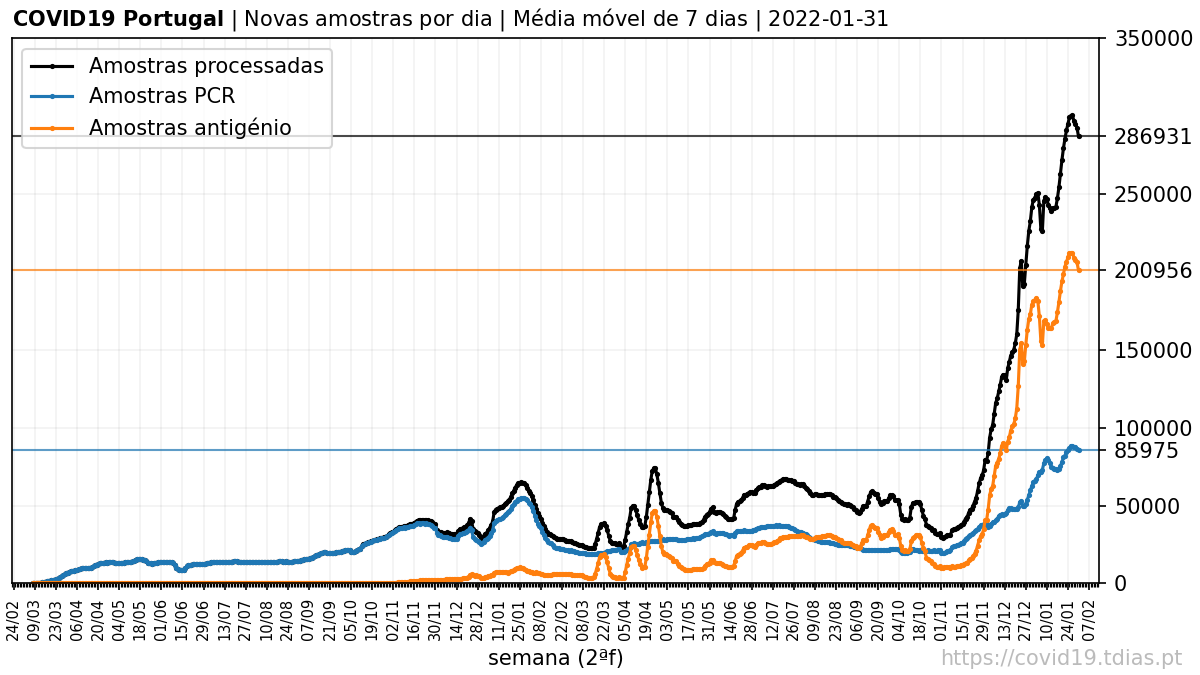 COVID19 Portugal | Novas amostras por dia | Média móvel de 7 dias | 2022-01-31
Amostras processadas
Amostras PCR
Amostras antigénio
350000
286931
250000
200956
150000
100000
85975
50000
0
24/02 09/03 23/03 06/04 20/04 04/05 18/05 01/06 15/06 29/06 13/07 27/07 10/08 24/08 07/09 21/09 05/10 19/10 02/11 16/11 30/11 14/12 28/12 11/01 25/01 08/02 22/02 08/03 22/03 05/04 19/04 03/05 17/05 31/05 14/06 28/06 12/07 26/07 09/08 23/08 06/09 20/09 04/10 18/10 01/11 15/11 29/11 13/12 27/12 10/01 24/01 07/02
semana (2ªf)
https://covid19.tdias.pt